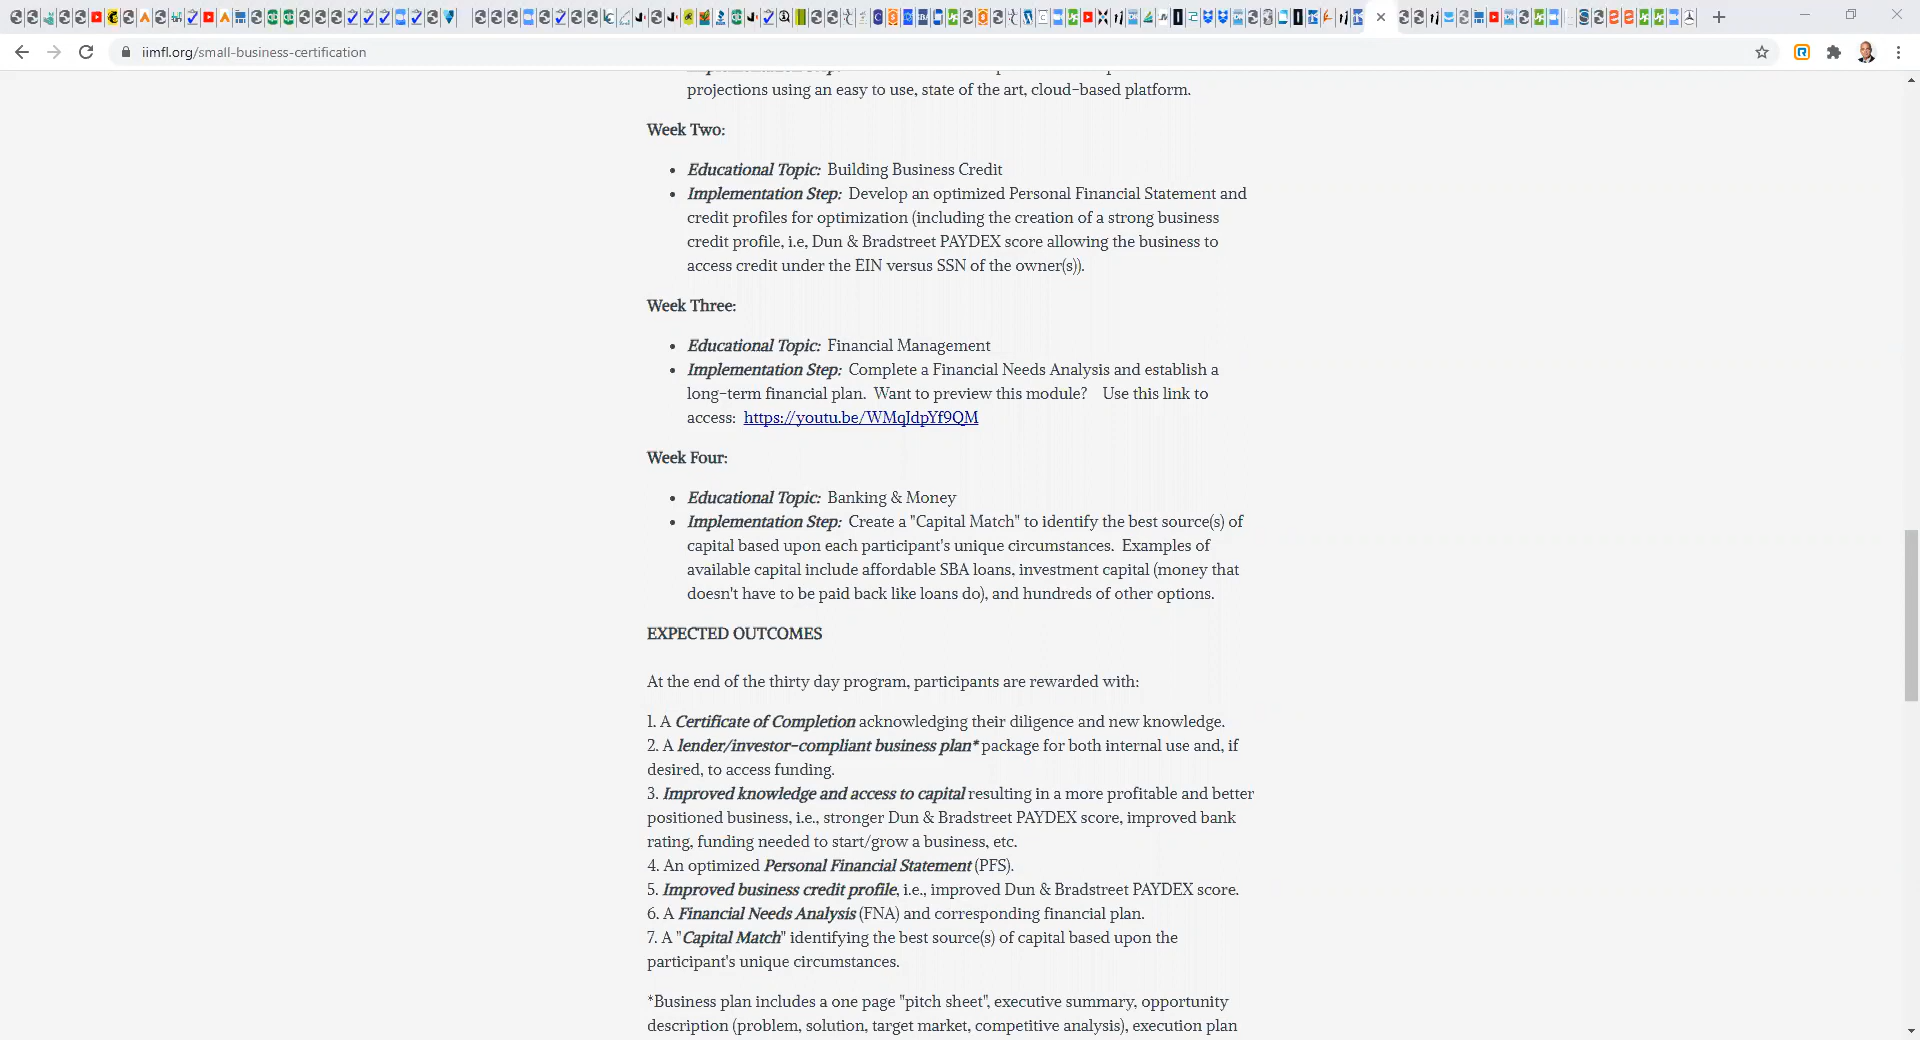 iimfl.org/small-business-certification
projections using an easy to use, state of the art, cloud-based platform.
Week Two:
Educational Topic: Building Business Credit
Implementation Step: Develop an optimized Personal Financial Statement and
credit profiles for optimization (including the creation of a strong business
credit profile, i.e, Dun & Bradstreet PAYDEX score allowing the business to
access credit under the EIN versus SSN of the owner(s)).
Week Three:
Educational Topic: Financial Management
Implementation Step: Complete a Financial Needs Analysis and establish a
long-term financial plan. Want to preview this module? Use this link to
access: https://youtu.be/WMqJdpYf9QM
Week Four:
Educational Topic: Banking & Money
Implementation Step: Create a "Capital Match" to identify the best source(s) of
capital based upon each participant's unique circumstances. Examples of
available capital include affordable SBA loans, investment capital (money that
doesn't have to be paid back like loans do), and hundreds of other options.
EXPECTED OUTCOMES
At the end of the thirty day program, participants are rewarded with:
1. A Certificate of Completion acknowledging their diligence and new knowledge.
2. A lender/investor-compliant business plan* package for both internal use and, if
desired, to access funding.
3. Improved knowledge and access to capital resulting in a more profitable and better
positioned business, i.e., stronger Dun & Bradstreet PAYDEX score, improved bank
rating, funding needed to start/grow a business, etc.
4. An optimized Personal Financial Statement (PFS).
5. Improved business credit profile, i.e., improved Dun & Bradstreet PAYDEX score.
6. A Financial Needs Analysis (FNA) and corresponding financial plan.
7. A "Capital Match" identifying the best source(s) of capital based upon the
participant's unique circumstances.
*Business plan includes a one page "pitch sheet", executive summary, opportunity
description (problem, solution, target market, competitive analysis), execution plan